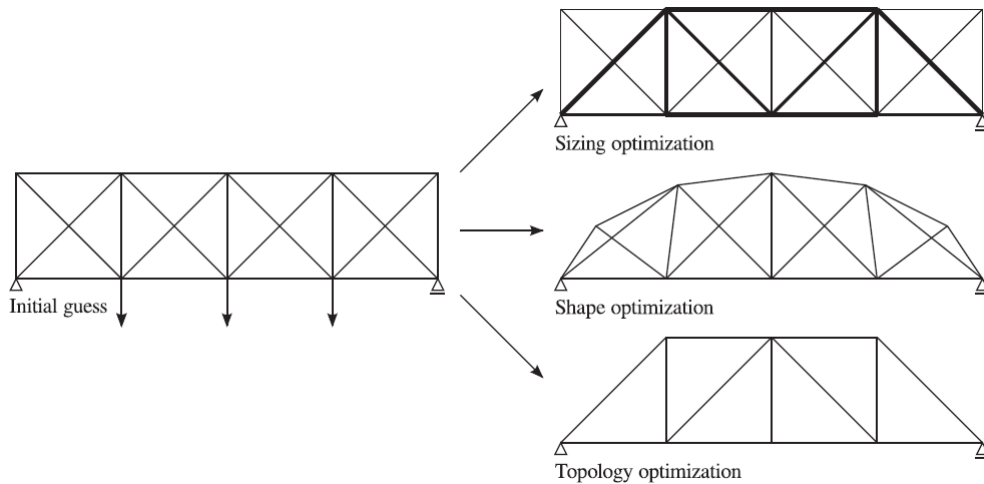 Sizing optimization
Initial guess
Shape optimization
Topology optimization